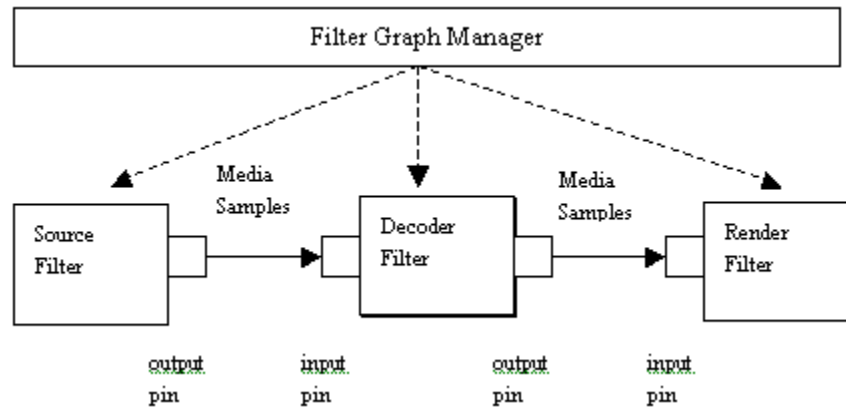 Filter Graph Manager
Media
Samples
Media
Samples
Source
Filter
Decoder
Filter
Render
Filter
output
pin
input
pin
output
pin
input
pin